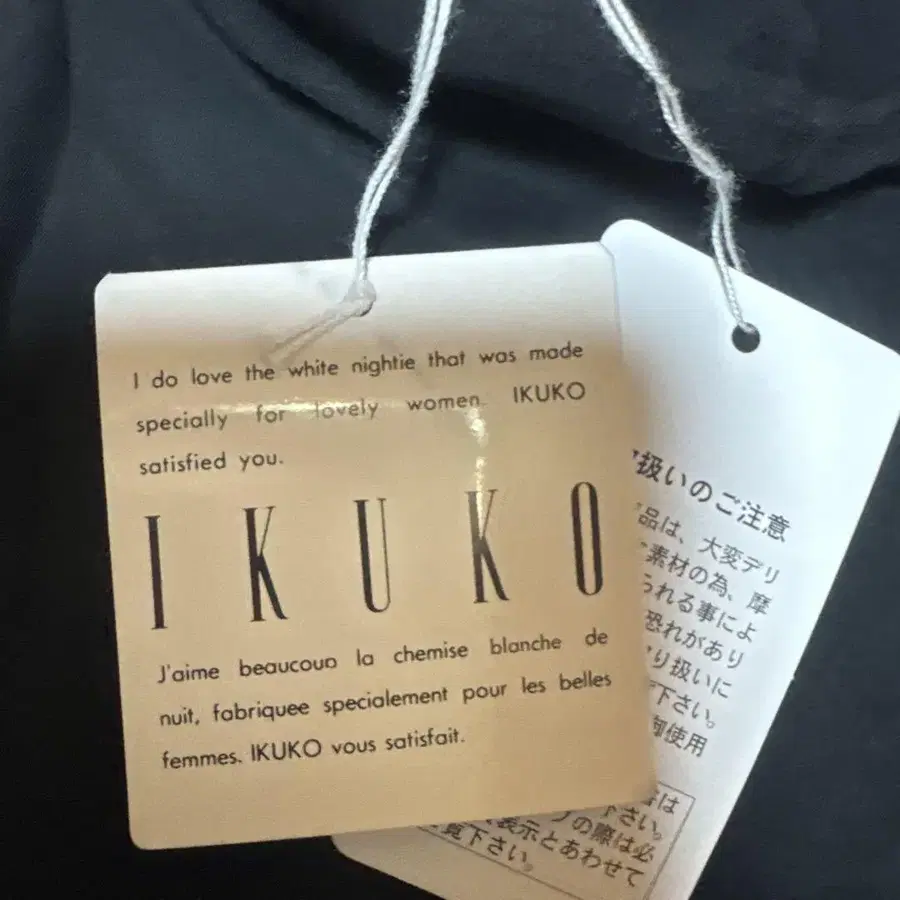 I do love the white nightie that was made
specially for lovely women. IKUKO
satisfied you.
IKUKO
J'aime beaucoup la chemise blanche de
nuit, fabriquee specialement pour les belles
femmes. IKUKO vous satisfait.
扱いのご注意
品は、大変デリ
素材の為、摩
られる事によ
恐れがあり
り扱いに
下さい。
御使用
は
下さい。
の際は必
表示とあわせて
覧下さい。